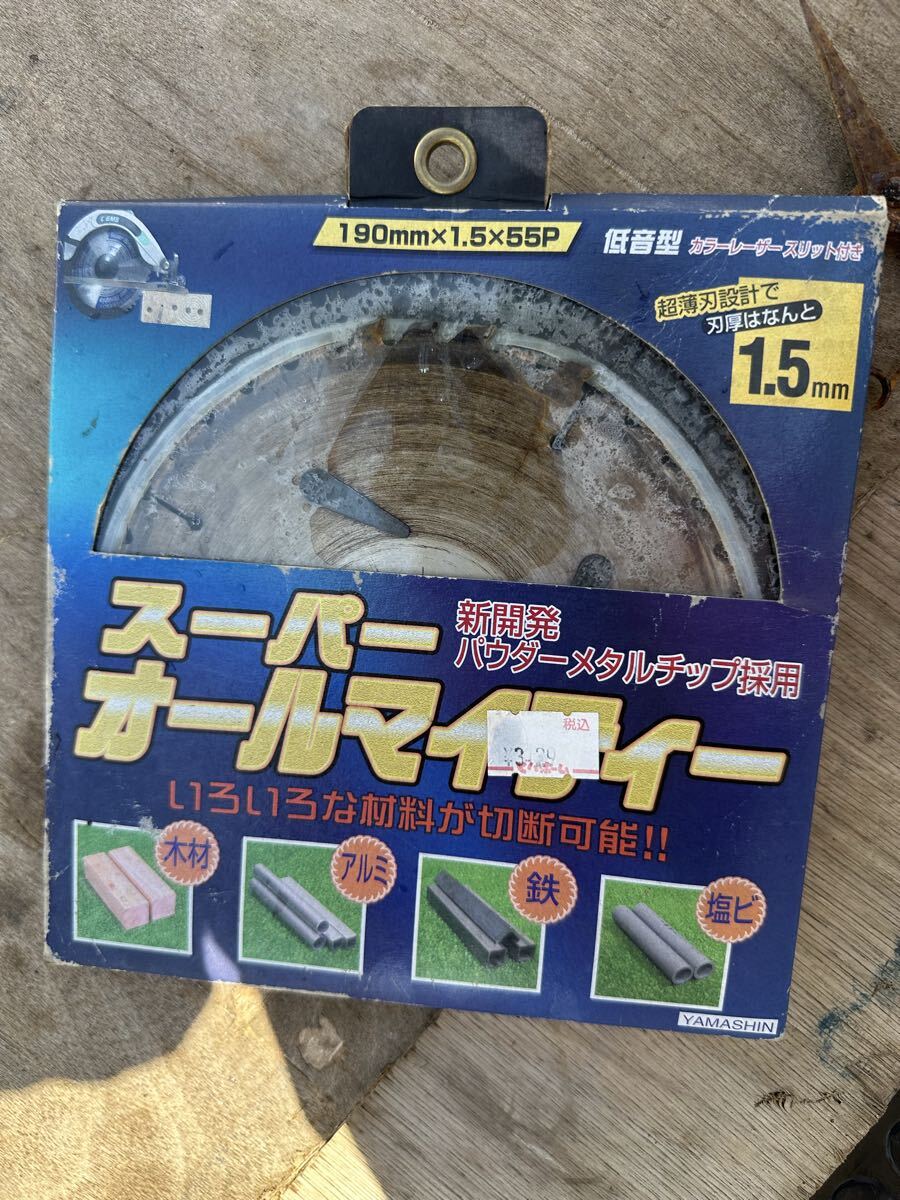 190mm×1.5×55P
低音型 カラーレーザースリット付き
超薄刃設計で
刃厚はなんと
1.5mm
スーパー
新開発
パウダーメタルチップ採用
オールマイティー
税込
いろいろな材料が切断可能!!
木材
アルミ
鉄
塩ビ
YAMASHIN